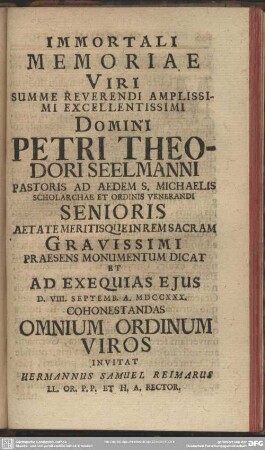 IMMORTALI
MEMORIAE
VIRI
SUMME REVERENDI AMPLISSI-
MI EXCELLENTISSIMI
DOMINI
PETRI THEO-
DORI SEELMANNI
PASTORIS AD AEDEM S. MICHAELIS
SCHOLARCHAE ET ORDINIS VENERANDI
SENIORIS
AETATE MERITISQUE IN REM SACRAM
GRAVISSIMI
PRAESENS MONUMENTUM DICAT
ET
AD EXEQUIAS EJUS
D. VIII. SEPTEMB. A. MDCCXXX.
COHONESTANDAS
OMNIUM ORDINUM
VIROS
INVITAT
HERMANNUS SAMUEL REIMARUS
LL. OR. P. P. ET H. A. RECTOR.